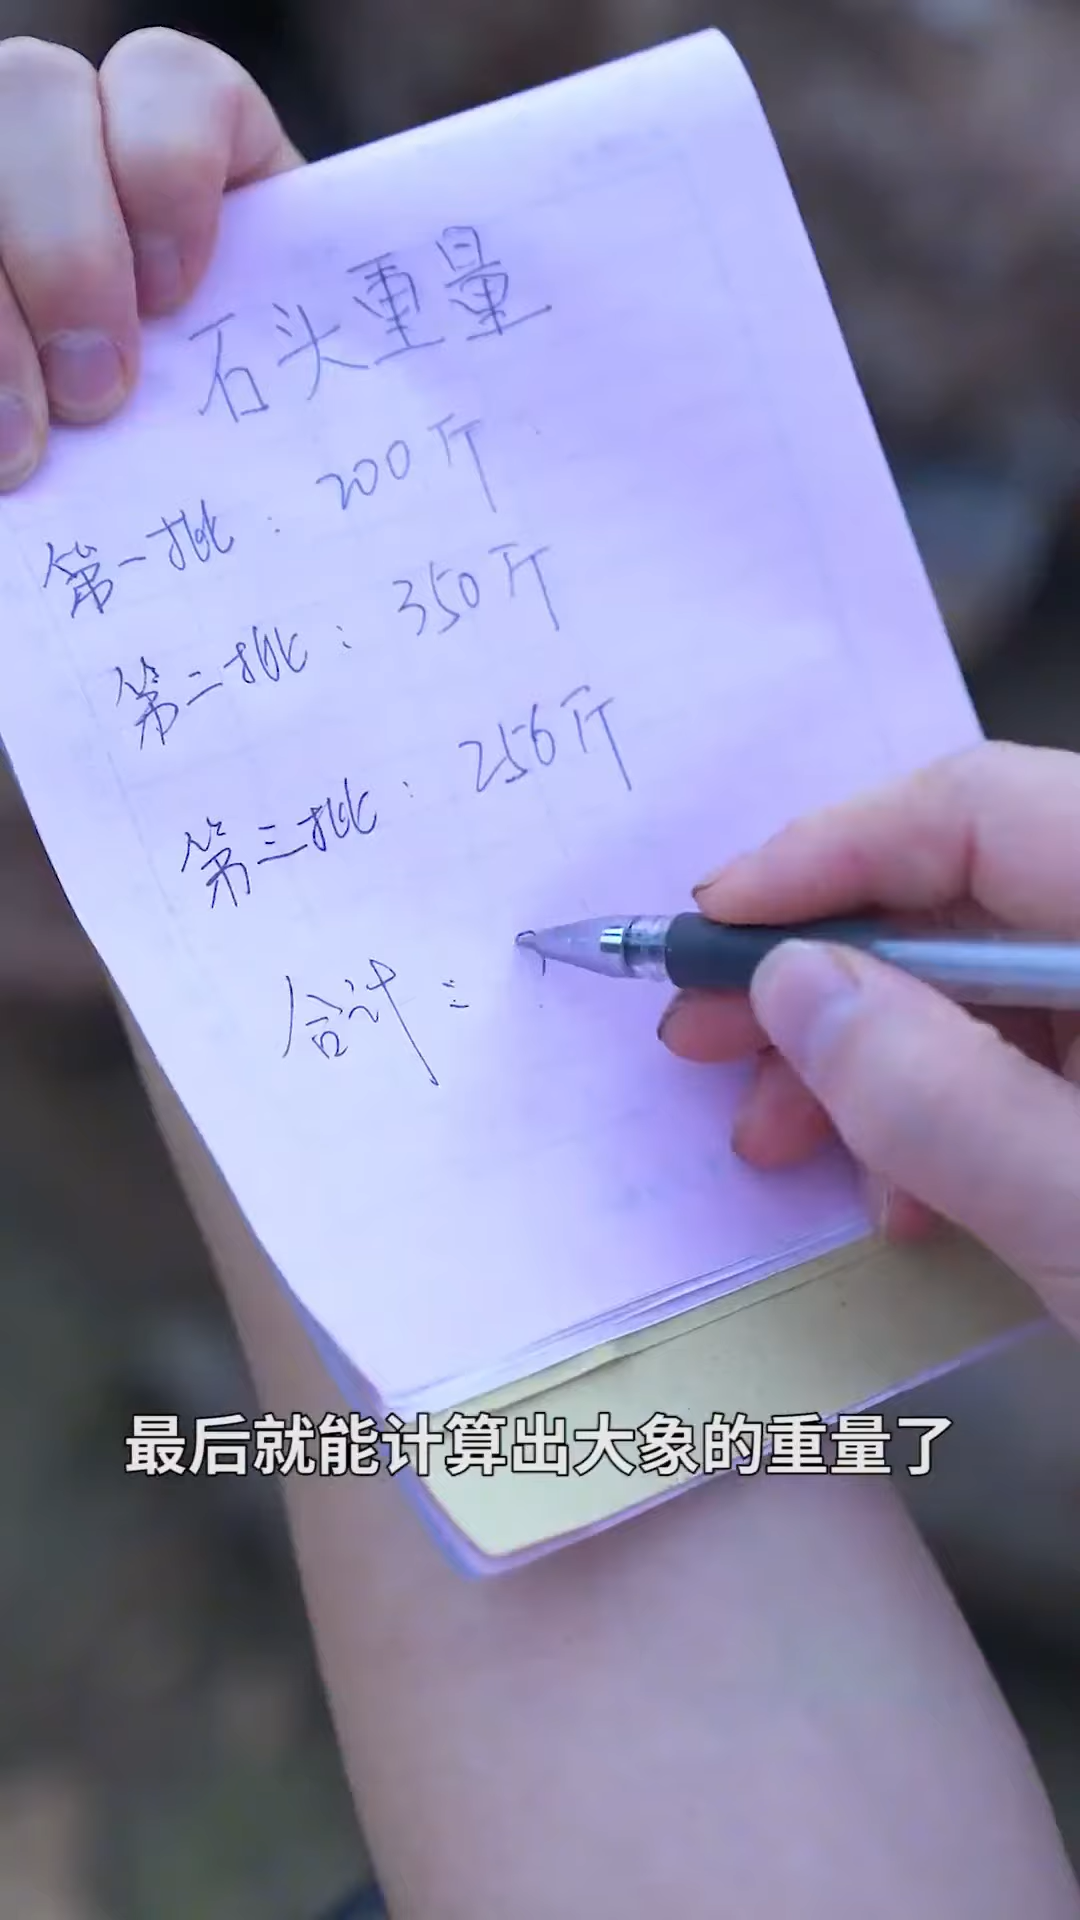 石头重量
第一批：200斤
第二批：350斤
第三批：256斤
合计：
最后就能计算出大象的重量了